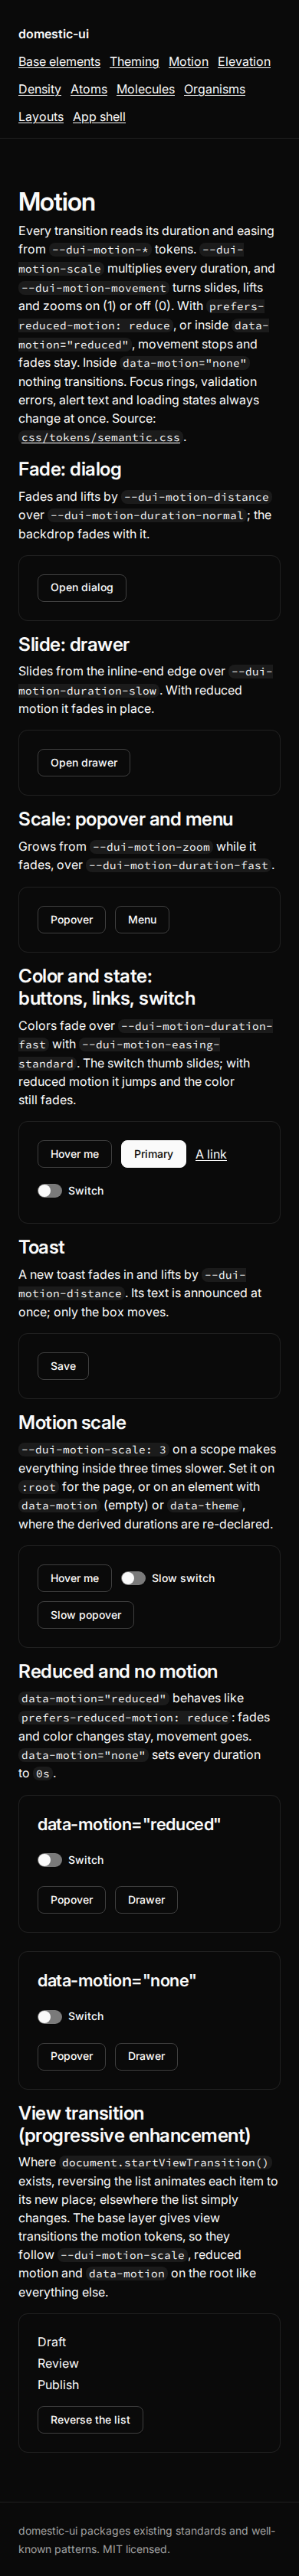 domestic-ui
Base elements Theming Motion Elevation
Density Atoms Molecules Organisms
Layouts App shell
Motion
Every transition reads its duration and easing
from --dui-motion-* tokens. --dui-
motion-scale multiplies every duration, and
--dui-motion-movement turns slides, lifts
and zooms on (1) or off (0). With prefers-
reduced-motion: reduce, or inside data-
motion="reduced", movement stops and
fades stay. Inside data-motion="none"
nothing transitions. Focus rings, validation
errors, alert text and loading states always
change at once. Source:
css/tokens/semantic.css.
Fade: dialog
Fades and lifts by --dui-motion-distance
over --dui-motion-duration-normal; the
backdrop fades with it.
Open dialog
Slide: drawer
Slides from the inline-end edge over --dui-
motion-duration-slow. With reduced
motion it fades in place.
Open drawer
Scale: popover and menu
Grows from --dui-motion-zoom while it
fades, over --dui-motion-duration-fast.
Popover Menu
Color and state:
buttons, links, switch
Colors fade over --dui-motion-duration-
fast with --dui-motion-easing-
standard. The switch thumb slides; with
reduced motion it jumps and the color
still fades.
Hover me Primary A link
Switch
Toast
A new toast fades in and lifts by --dui-
motion-distance. Its text is announced at
once; only the box moves.
Save
Motion scale
--dui-motion-scale: 3 on a scope makes
everything inside three times slower. Set it on
:root for the page, or on an element with
data-motion (empty) or data-theme,
where the derived durations are re-declared.
Hover me Slow switch
Slow popover
Reduced and no motion
data-motion="reduced" behaves like
prefers-reduced-motion: reduce: fades
and color changes stay, movement goes.
data-motion="none" sets every duration
to 0s.
data-motion="reduced"
Switch
Popover Drawer
data-motion="none"
Switch
Popover Drawer
View transition
(progressive enhancement)
Where document.startViewTransition()
exists, reversing the list animates each item to
its new place; elsewhere the list simply
changes. The base layer gives view
transitions the motion tokens, so they
follow --dui-motion-scale, reduced
motion and data-motion on the root like
everything else.
Draft
Review
Publish
Reverse the list
domestic-ui packages existing standards and well-
known patterns. MIT licensed.